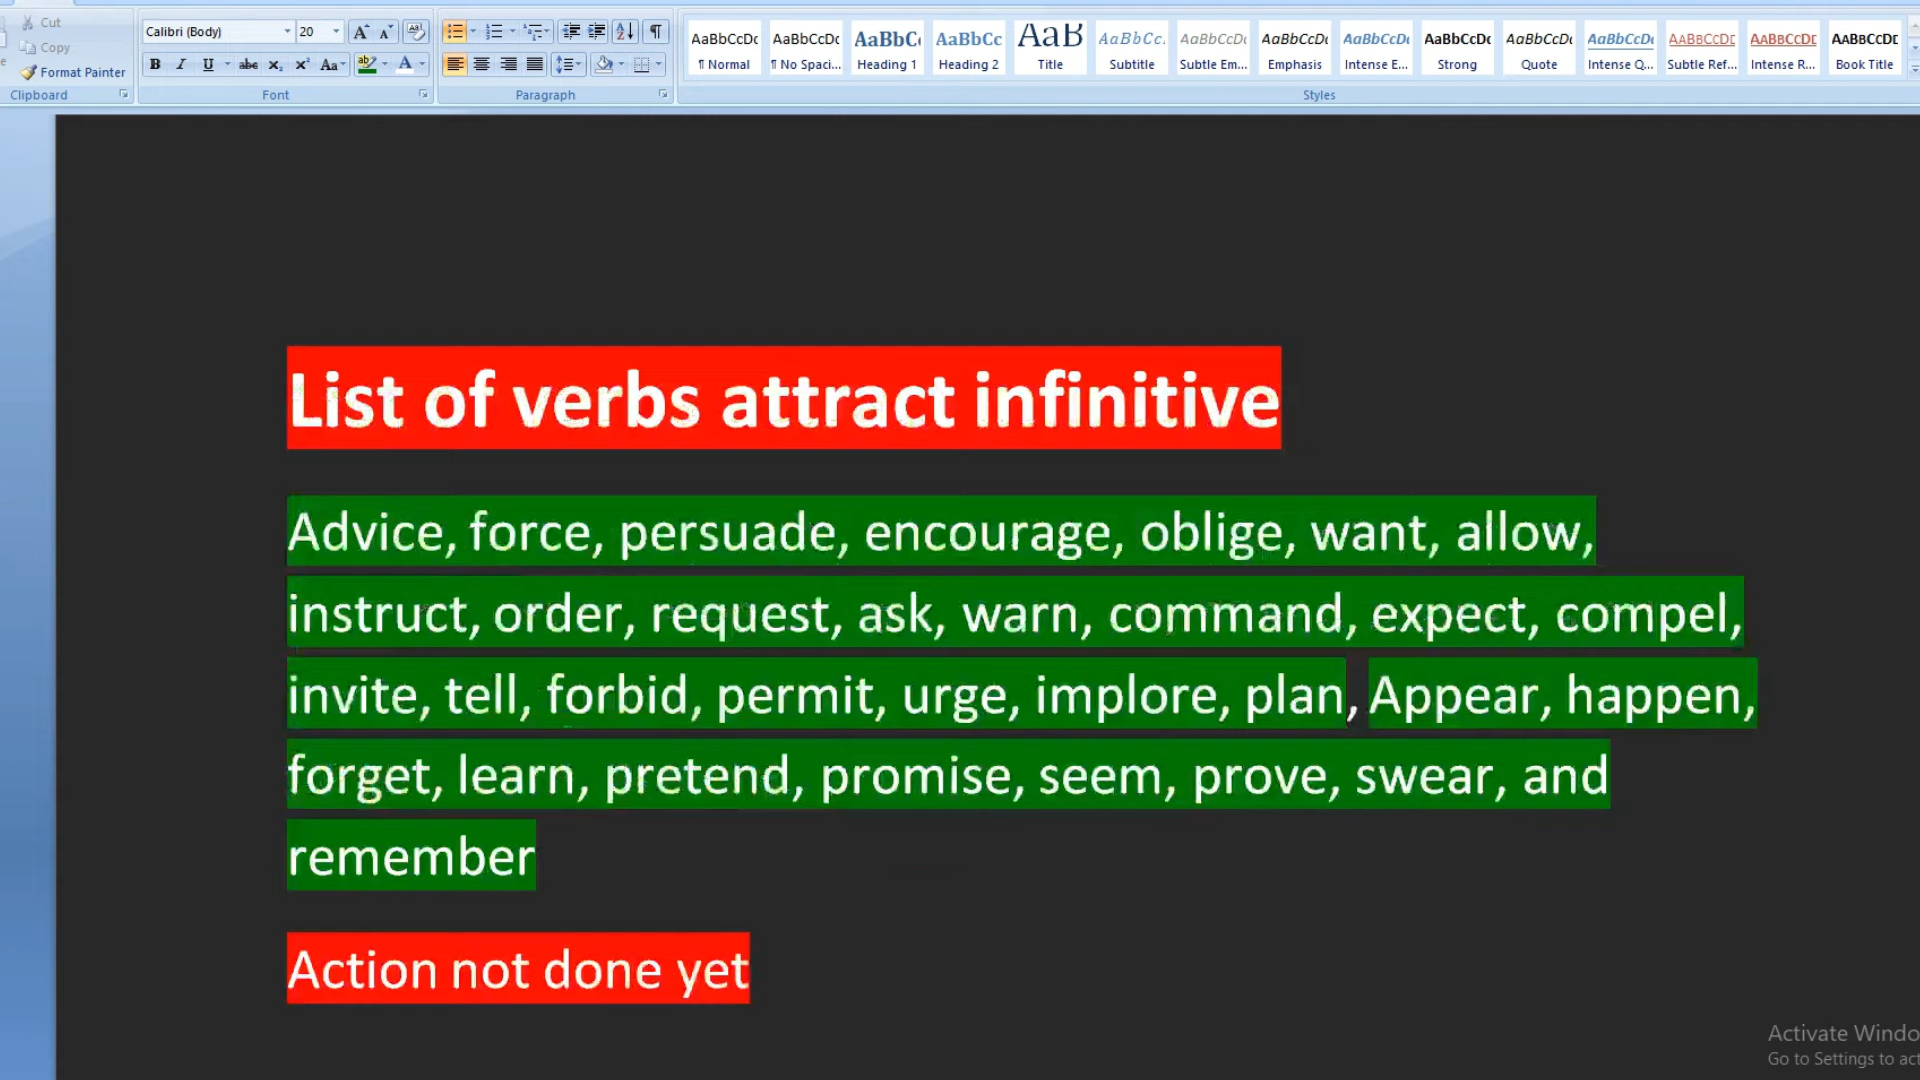 Cut
Copy
Format Painter
Clipboard
Calibri (Body) 20
Font
Paragraph
AaBbCcDc AaBbCcDc AaBbC AaBbCc AaB AaBbCc. AaBbCcDc AaBbCcDc AaBbCcDc AaBbCcDc AaBbCcDc AaBbCcDc AABBCCDE AABBCCDE AABBCCDE
¶ Normal ¶ No Spaci... Heading 1 Heading 2 Title Subtitle Subtle Em... Emphasis Intense E... Strong Quote Intense Q... Subtle Ref... Intense R... Book Title
Styles
List of verbs attract infinitive
Advice, force, persuade, encourage, oblige, want, allow,
instruct, order, request, ask, warn, command, expect, compel,
invite, tell, forbid, permit, urge, implore, plan, Appear, happen,
forget, learn, pretend, promise, seem, prove, swear, and
remember
Action not done yet
Activate Windo
Go to Settings to act